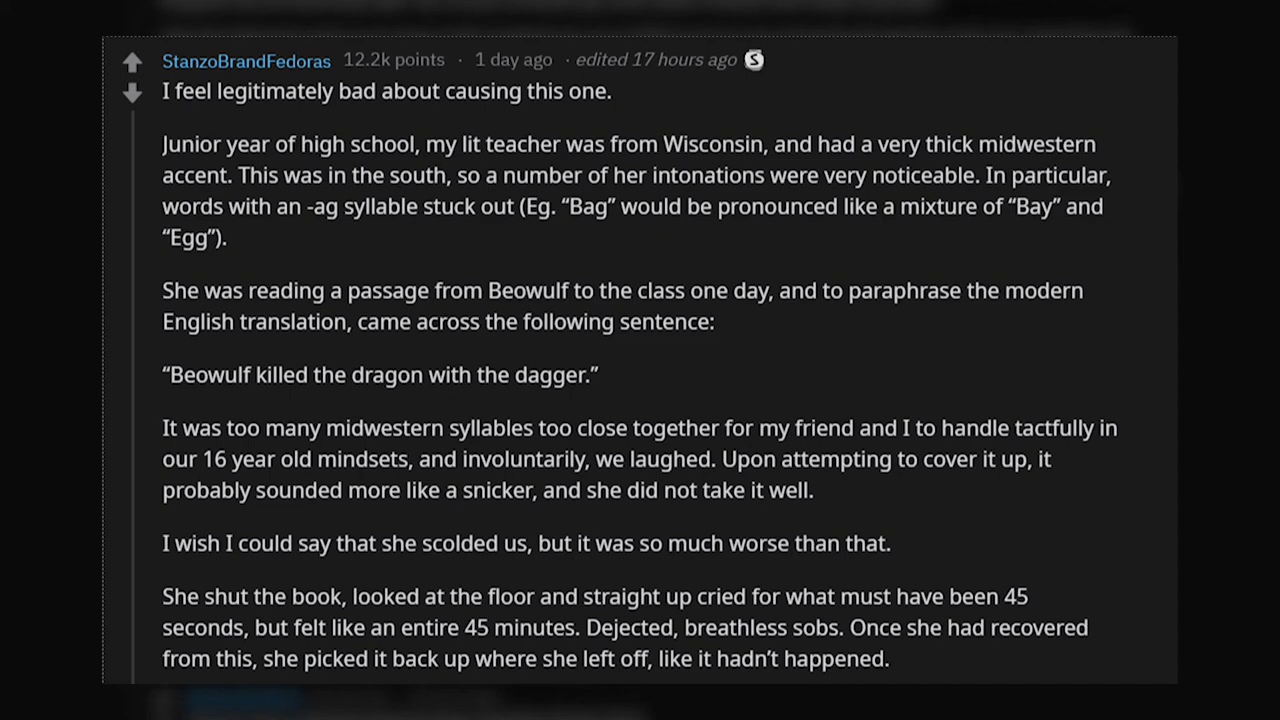 StanzoBrandFedoras 12.2k points · 1 day ago · edited 17 hours ago S
I feel legitimately bad about causing this one.
Junior year of high school, my lit teacher was from Wisconsin, and had a very thick midwestern
accent. This was in the south, so a number of her intonations were very noticeable. In particular,
words with an -ag syllable stuck out (Eg. “Bag” would be pronounced like a mixture of “Bay” and
“Egg”).
She was reading a passage from Beowulf to the class one day, and to paraphrase the modern
English translation, came across the following sentence:
“Beowulf killed the dragon with the dagger.”
It was too many midwestern syllables too close together for my friend and I to handle tactfully in
our 16 year old mindsets, and involuntarily, we laughed. Upon attempting to cover it up, it
probably sounded more like a snicker, and she did not take it well.
I wish I could say that she scolded us, but it was so much worse than that.
She shut the book, looked at the floor and straight up cried for what must have been 45
seconds, but felt like an entire 45 minutes. Dejected, breathless sobs. Once she had recovered
from this, she picked it back up where she left off, like it hadn’t happened.